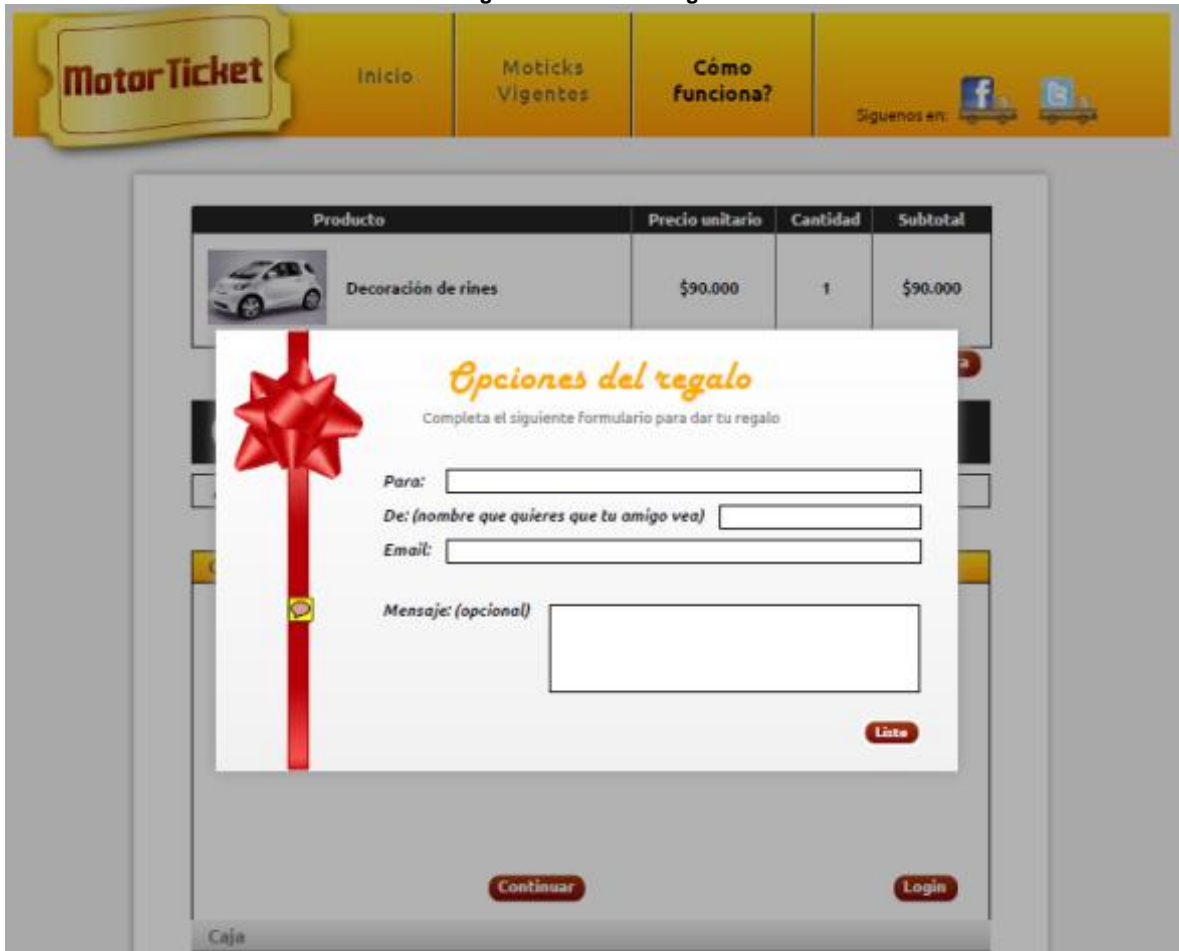 MotorTicket
Inicio
Moticks
Vigentes
Cómo
funciona?
Siguenos en:
Producto Precio unitario Cantidad Subtotal
Decoración de rines $90.000 1 $90.000
Opciones del regalo
Completa el siguiente formulario para dar tu regalo
Para:
De: (nombre que quieres que tu amigo vea)
Email:
Mensaje: (opcional)
Listo
Continuar
Login
Caja